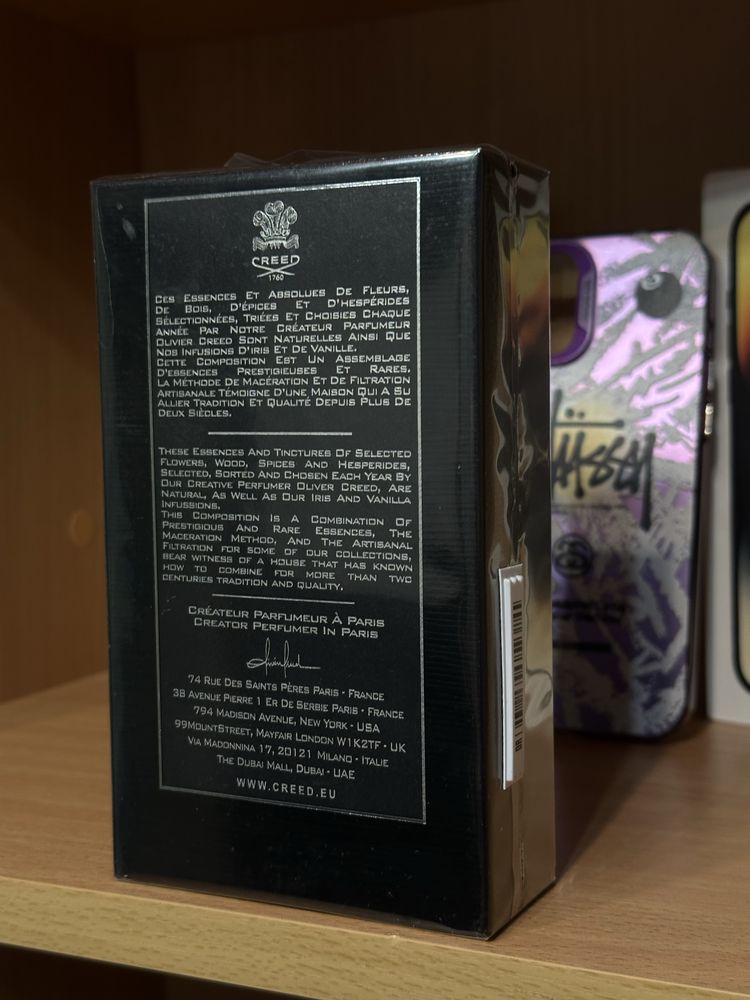 CREED
1760
CES ESSENCES ET ABSOLUES DE FLEURS,
DE BOIS, D'ÉPICES ET D'HESPÉRIDES
SÉLECTIONNÉES, TRIÉES ET CHOISIES CHAQUE
ANNÉE PAR NOTRE CRÉATEUR PARFUMEUR
OLIVIER CREED SONT NATURELLES AINSI QUE
NOS INFUSIONS D'IRIS ET DE VANILLE.
CETTE COMPOSITION EST UN ASSEMBLAGE
D'ESSENCES PRESTIGIEUSES ET RARES.
LA MÉTHODE DE MACÉRATION ET DE FILTRATION
ARTISANALE TÉMOIGNE D'UNE MAISON QUI A SU
ALLIER TRADITION ET QUALITÉ DEPUIS PLUS DE
DEUX SIÈCLES.
THESE ESSENCES AND TINCTURES OF SELECTED
FLOWERS, WOOD, SPICES AND HESPERIDES,
SELECTED, SORTED AND CHOSEN EACH YEAR BY
OUR CREATIVE PERFUMER OLIVER CREED, ARE
NATURAL, AS WELL AS OUR IRIS AND VANILLA
INFUSSIONS.
THIS COMPOSITION IS A COMBINATION OF
PRESTIGIOUS AND RARE ESSENCES, THE
MACERATION METHOD, AND THE ARTISANAL
FILTRATION FOR SOME OF OUR COLLECTIONS,
BEAR WITNESS OF A HOUSE THAT HAS KNOWN
HOW TO COMBINE FOR MORE THAN TWO
CENTURIES TRADITION AND QUALITY,
CRÉATEUR PARFUMEUR À PARIS
CREATOR PERFUMER IN PARIS
74 RUE DES SAINTS PÈRES PARIS - FRANCE
38 AVENUE PIERRE 1 ER DE SERBIE PARIS - FRANCE
794 MADISON AVENUE, NEW YORK - USA
99MOUNTSTREET, MAYFAIR LONDON W1K2TF - UK
VIA MADONNINA 17, 20121 MILANO - ITALIE
THE DUBAI MALL, DUBAI - UAE
WWW.CREED.EU